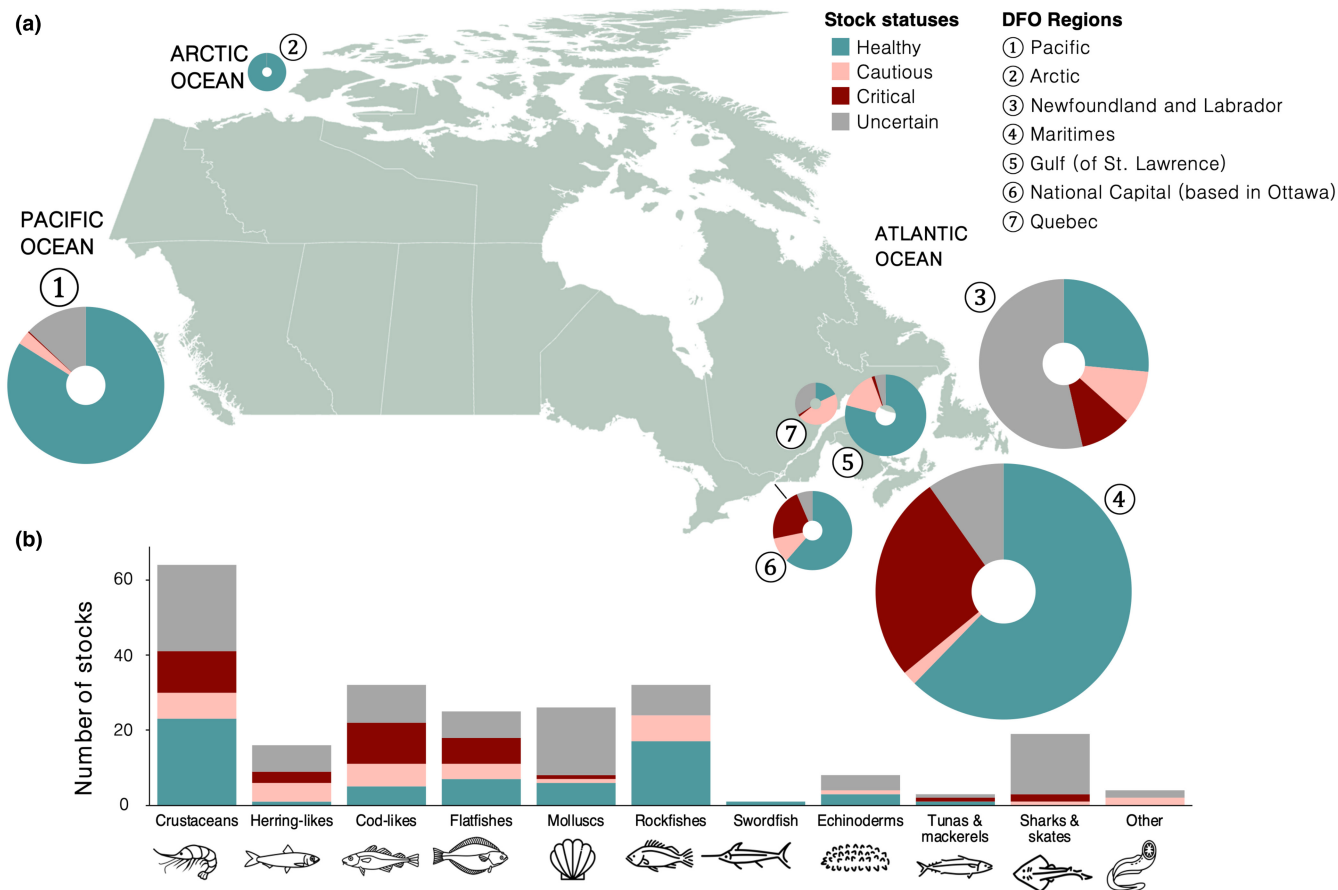 (a)
ARCTIC
OCEAN
②
Stock statuses
Healthy
Cautious
Critical
Uncertain
DFO Regions
① Pacific
② Arctic
③ Newfoundland and Labrador
④ Maritimes
⑤ Gulf (of St. Lawrence)
⑥ National Capital (based in Ottawa)
⑦ Quebec
PACIFIC
OCEAN
①
ATLANTIC
OCEAN
③
⑦
⑤
④
⑥
(b)
Number of stocks
60
40
20
0
Crustaceans
Herring-likes
Cod-likes
Flatfishes
Molluscs
Rockfishes
Swordfish
Echinoderms
Tunas &
mackerels
Sharks &
skates
Other